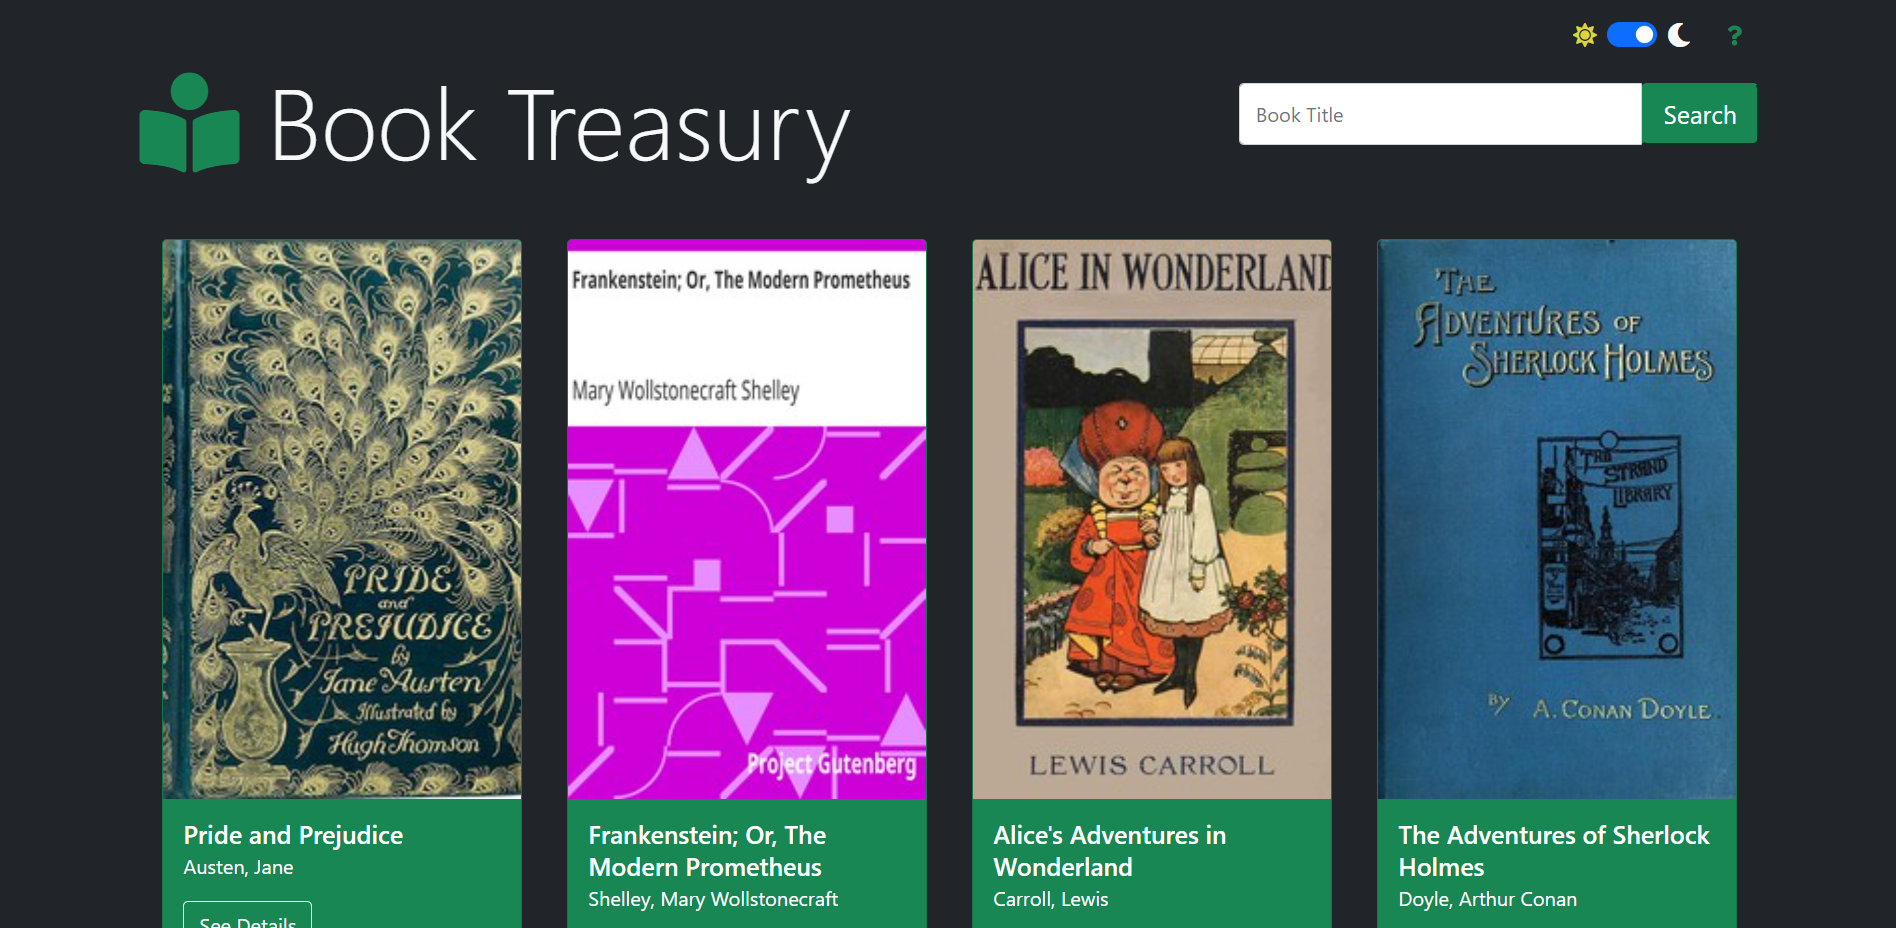 ?
Book Treasury
Book Title
Search
PRIDE
and
PREJUDICE
by
Jane Austen
Illustrated by
Hugh Thomson
Frankenstein; Or, The Modern Prometheus
Mary Wollstonecraft Shelley
Project Gutenberg
ALICE IN WONDERLAND
LEWIS CARROLL
THE
ADVENTURES OF
SHERLOCK HOLMES
THE
STRAND
LIBRARY
BY A. CONAN DOYLE.
Pride and Prejudice
Austen, Jane
See Details
Frankenstein; Or, The
Modern Prometheus
Shelley, Mary Wollstonecraft
Alice's Adventures in
Wonderland
Carroll, Lewis
The Adventures of Sherlock
Holmes
Doyle, Arthur Conan